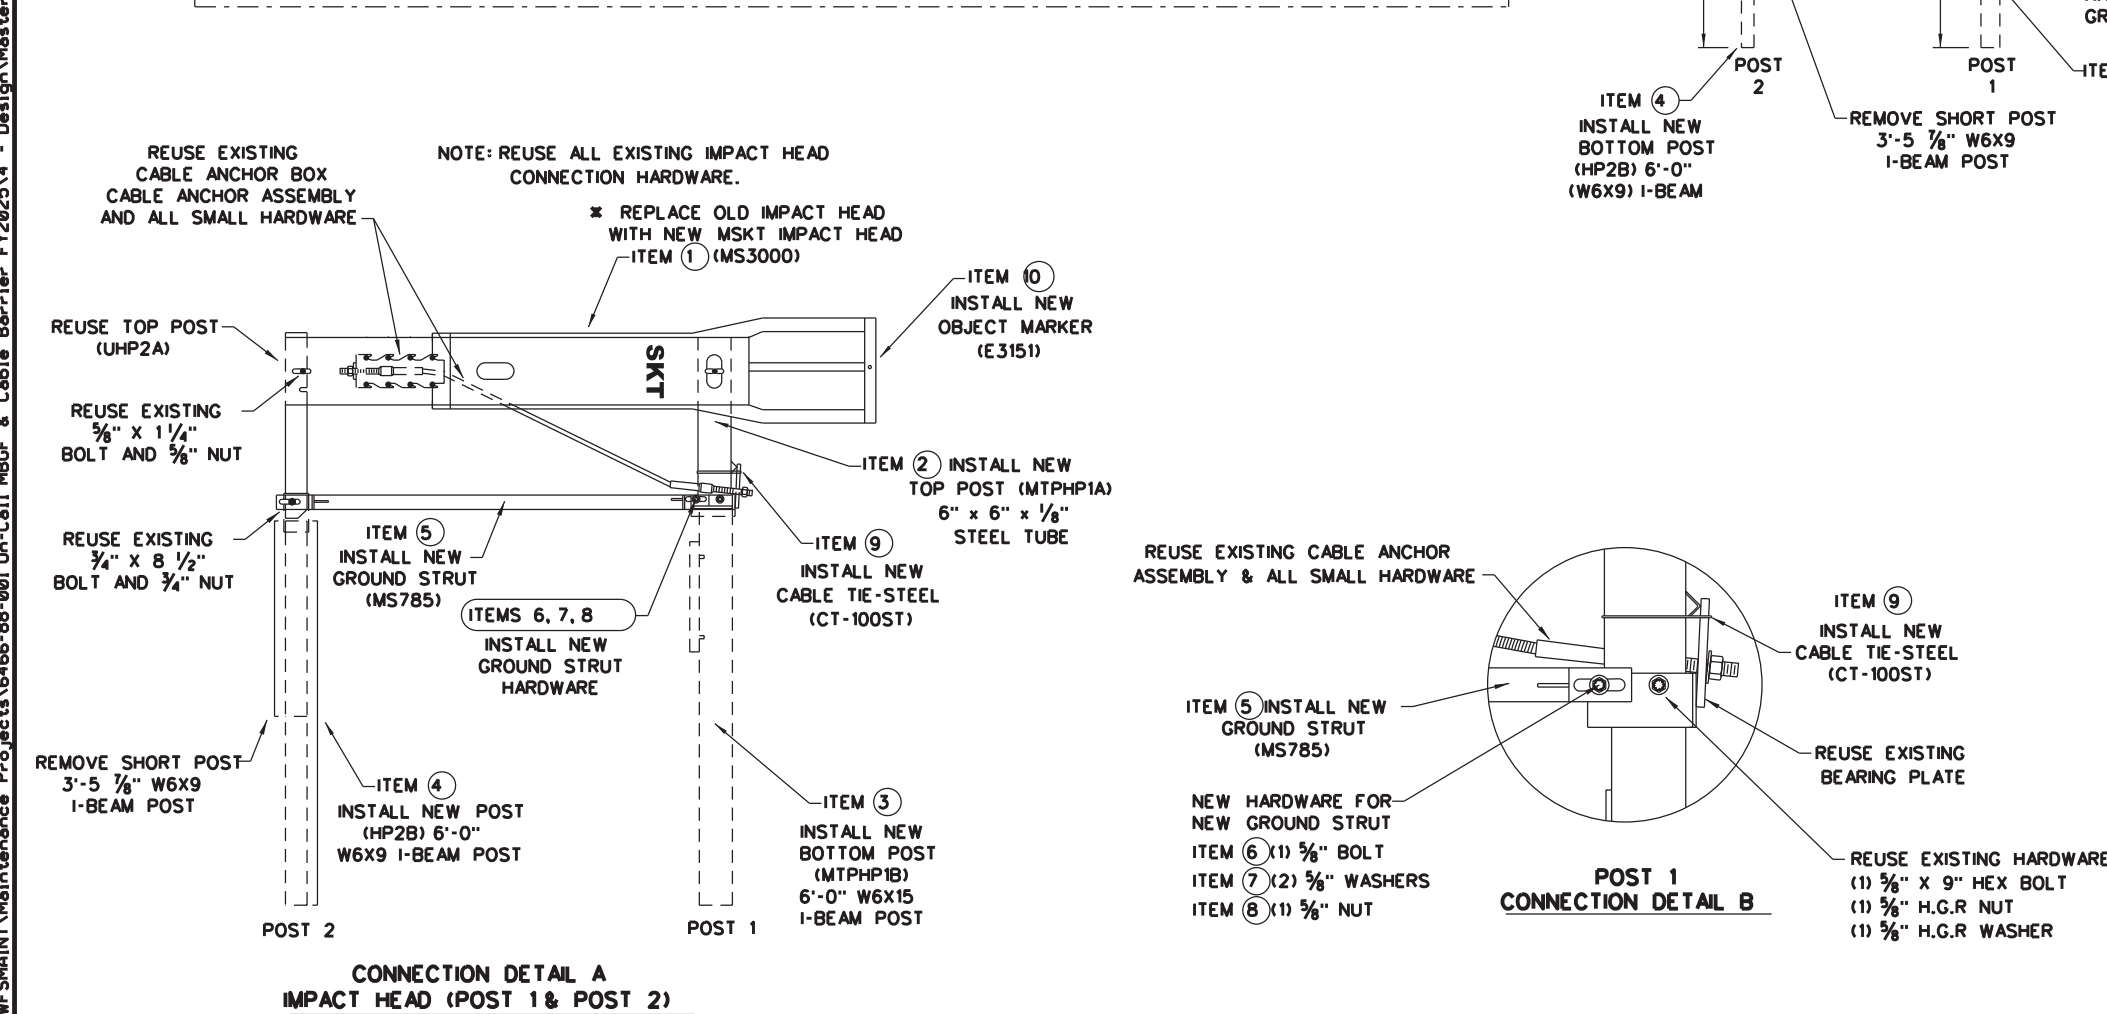 GR
POST
2
POST
1
ITEM 4
INSTALL NEW
BOTTOM POST
(HP2B) 6'-0"
(W6X9) I-BEAM
REMOVE SHORT POST
3'-5 7/8" W6X9
I-BEAM POST
REUSE EXISTING
CABLE ANCHOR BOX
CABLE ANCHOR ASSEMBLY
AND ALL SMALL HARDWARE
NOTE: REUSE ALL EXISTING IMPACT HEAD
CONNECTION HARDWARE.
* REPLACE OLD IMPACT HEAD
WITH NEW MSKT IMPACT HEAD
ITEM 1 (MS3000)
ITEM 10
INSTALL NEW
OBJECT MARKER
(E3151)
REUSE TOP POST
(UHP2A)
SKT
REUSE EXISTING
5/8" X 1 1/4"
BOLT AND 5/8" NUT
ITEM 2 INSTALL NEW
TOP POST (MTPHP1A)
6" x 6" x 1/8"
STEEL TUBE
REUSE EXISTING
3/4" X 8 1/2"
BOLT AND 3/4" NUT
ITEM 5
INSTALL NEW
GROUND STRUT
(MS785)
ITEM 9
INSTALL NEW
CABLE TIE-STEEL
(CT-100ST)
ITEMS 6, 7, 8
INSTALL NEW
GROUND STRUT
HARDWARE
REMOVE SHORT POST
3'-5 7/8" W6X9
I-BEAM POST
ITEM 4
INSTALL NEW POST
(HP2B) 6'-0"
W6X9 I-BEAM POST
ITEM 3
INSTALL NEW
BOTTOM POST
(MTPHP1B)
6'-0" W6X15
I-BEAM POST
POST 2
POST 1
CONNECTION DETAIL A
IMPACT HEAD (POST 1 & POST 2)
REUSE EXISTING CABLE ANCHOR
ASSEMBLY & ALL SMALL HARDWARE
ITEM 9
INSTALL NEW
CABLE TIE-STEEL
(CT-100ST)
ITEM 5 INSTALL NEW
GROUND STRUT
(MS785)
REUSE EXISTING
BEARING PLATE
NEW HARDWARE FOR
NEW GROUND STRUT
ITEM 6 (1) 5/8" BOLT
ITEM 7 (2) 5/8" WASHERS
ITEM 8 (1) 5/8" NUT
REUSE EXISTING HARDWARE
(1) 5/8" X 9" HEX BOLT
(1) 5/8" H.G.R NUT
(1) 5/8" H.G.R WASHER
POST 1
CONNECTION DETAIL B